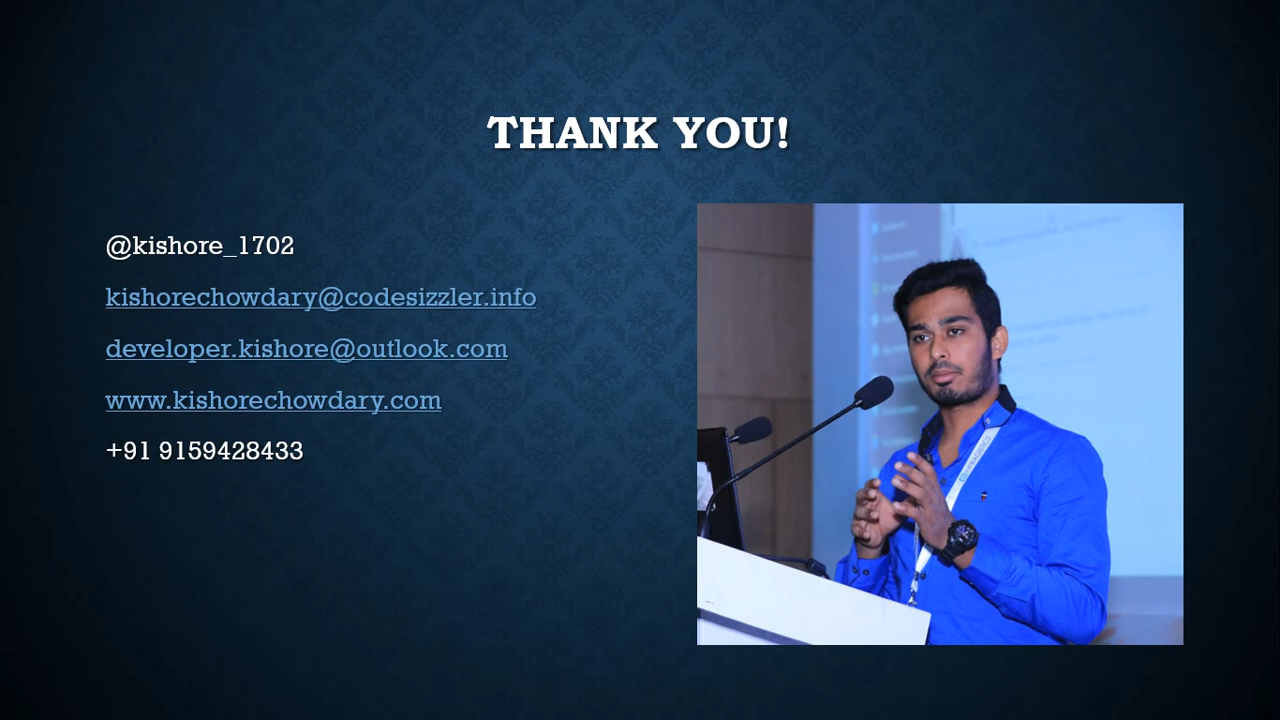 THANK YOU!
@kishore_1702
kishorechowdary@codesizzler.info
developer.kishore@outlook.com
www.kishorechowdary.com
+91 9159428433